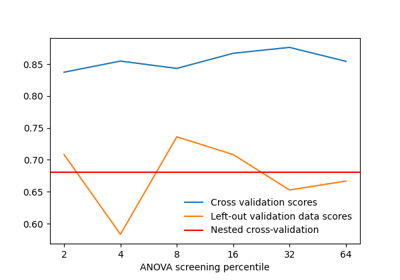 0.85
0.80
0.75
0.70
0.65
0.60
Cross validation scores
Left-out validation data scores
Nested cross-validation
2 4 8 16 32 64
ANOVA screening percentile